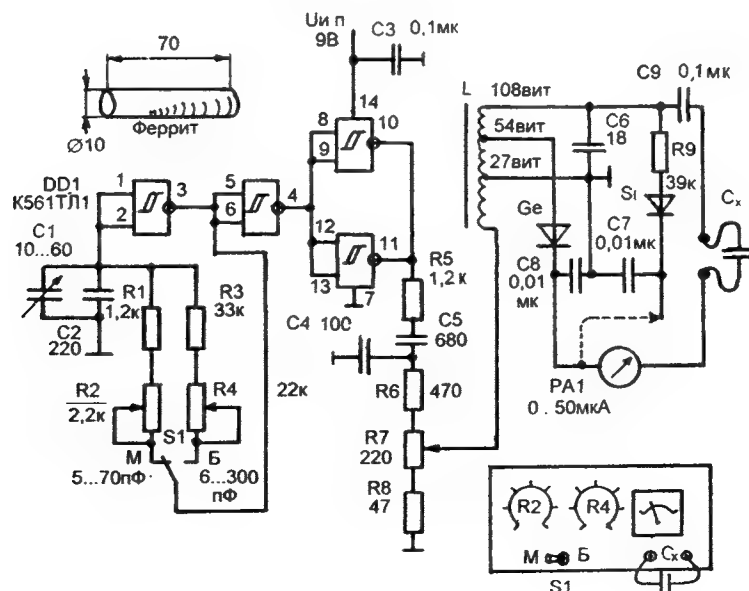 70
Феррит
Ø10
Uи п
9В
C3
0,1мк
14
8
9
10
DD1
К561ТЛ1
1
2
3
5
6
4
12
13
11
7
C1
10...60
R1
1,2к
R3
33к
C2
220
R2
2,2к
R4
22к
S1
М
Б
5...70пФ
6...300
пФ
R5
1,2к
C4 100
C5
680
R6
470
R7
220
R8
47
L
108вит
54вит
27вит
C6
18
C9
0,1мк
R9
39к
Si
Ge
C7
0,01мк
C8
0,01
мк
Cx
PA1
0 . 50мкА
R2
R4
М
Б
Cx
S1